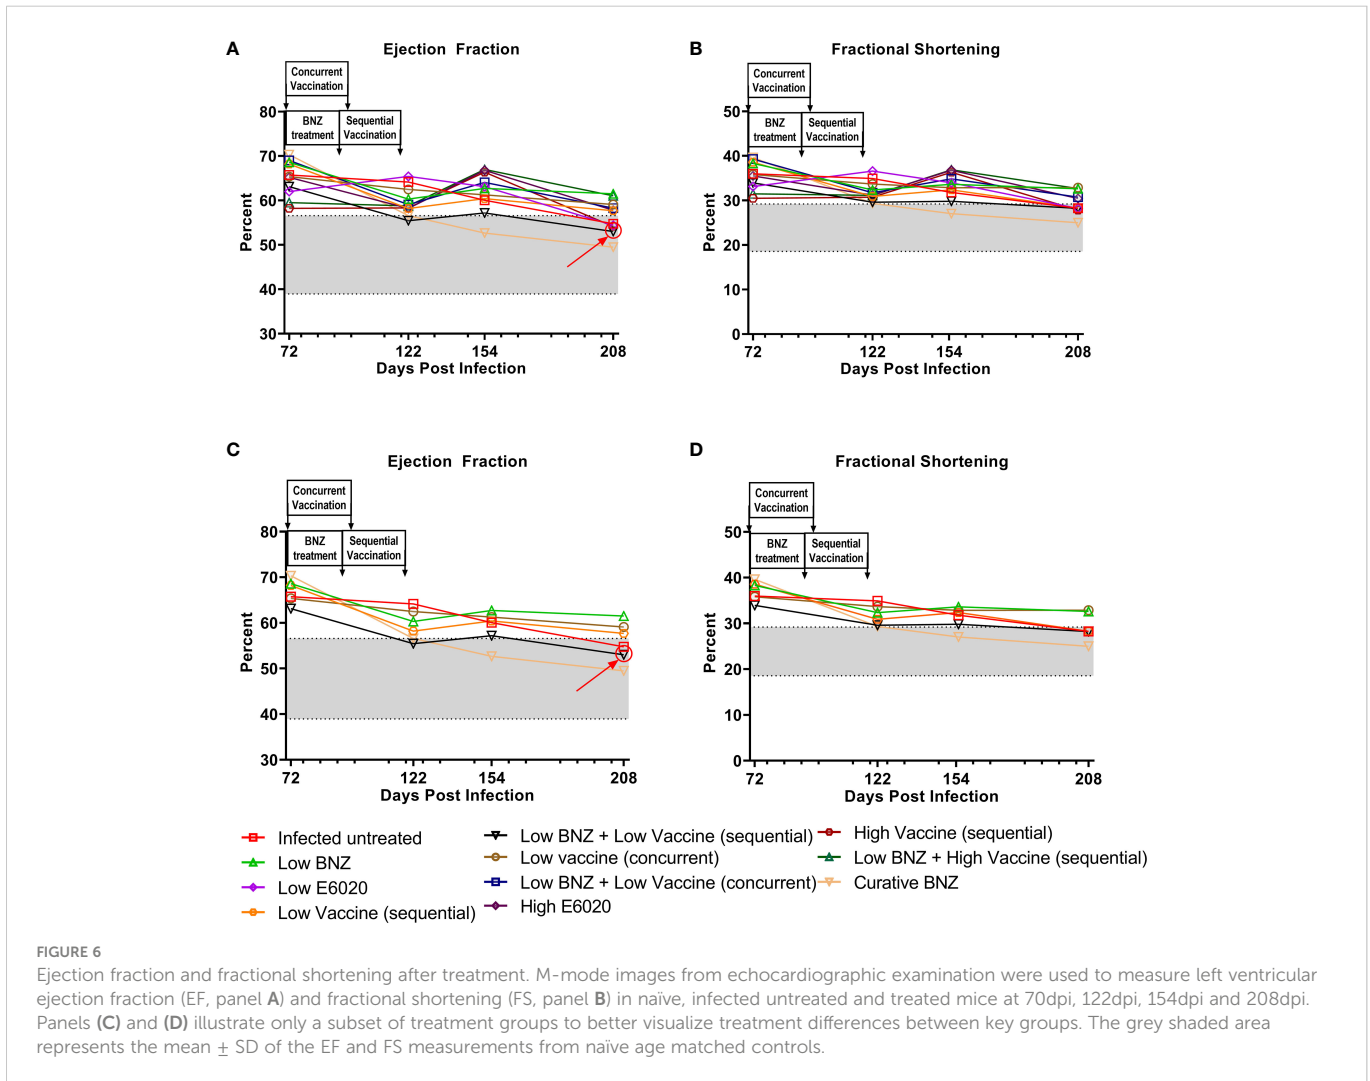 A
Ejection Fraction
Concurrent
Vaccination
BNZ
treatment
Sequential
Vaccination
Percent
80
70
60
50
40
30
72
122
154
208
Days Post Infection
B
Fractional Shortening
Concurrent
Vaccination
BNZ
treatment
Sequential
Vaccination
Percent
50
40
30
20
10
0
72
122
154
208
Days Post Infection
C
Ejection Fraction
Concurrent
Vaccination
BNZ
treatment
Sequential
Vaccination
Percent
80
70
60
50
40
30
72
122
154
208
Days Post Infection
D
Fractional Shortening
Concurrent
Vaccination
BNZ
treatment
Sequential
Vaccination
Percent
50
40
30
20
10
0
72
122
154
208
Days Post Infection
Infected untreated
Low BNZ
Low E6020
Low Vaccine (sequential)
Low BNZ + Low Vaccine (sequential)
Low vaccine (concurrent)
Low BNZ + Low Vaccine (concurrent)
High E6020
High Vaccine (sequential)
Low BNZ + High Vaccine (sequential)
Curative BNZ
FIGURE 6
Ejection fraction and fractional shortening after treatment. M-mode images from echocardiographic examination were used to measure left ventricular
ejection fraction (EF, panel A) and fractional shortening (FS, panel B) in naïve, infected untreated and treated mice at 70dpi, 122dpi, 154dpi and 208dpi.
Panels (C) and (D) illustrate only a subset of treatment groups to better visualize treatment differences between key groups. The grey shaded area
represents the mean ± SD of the EF and FS measurements from naïve age matched controls.